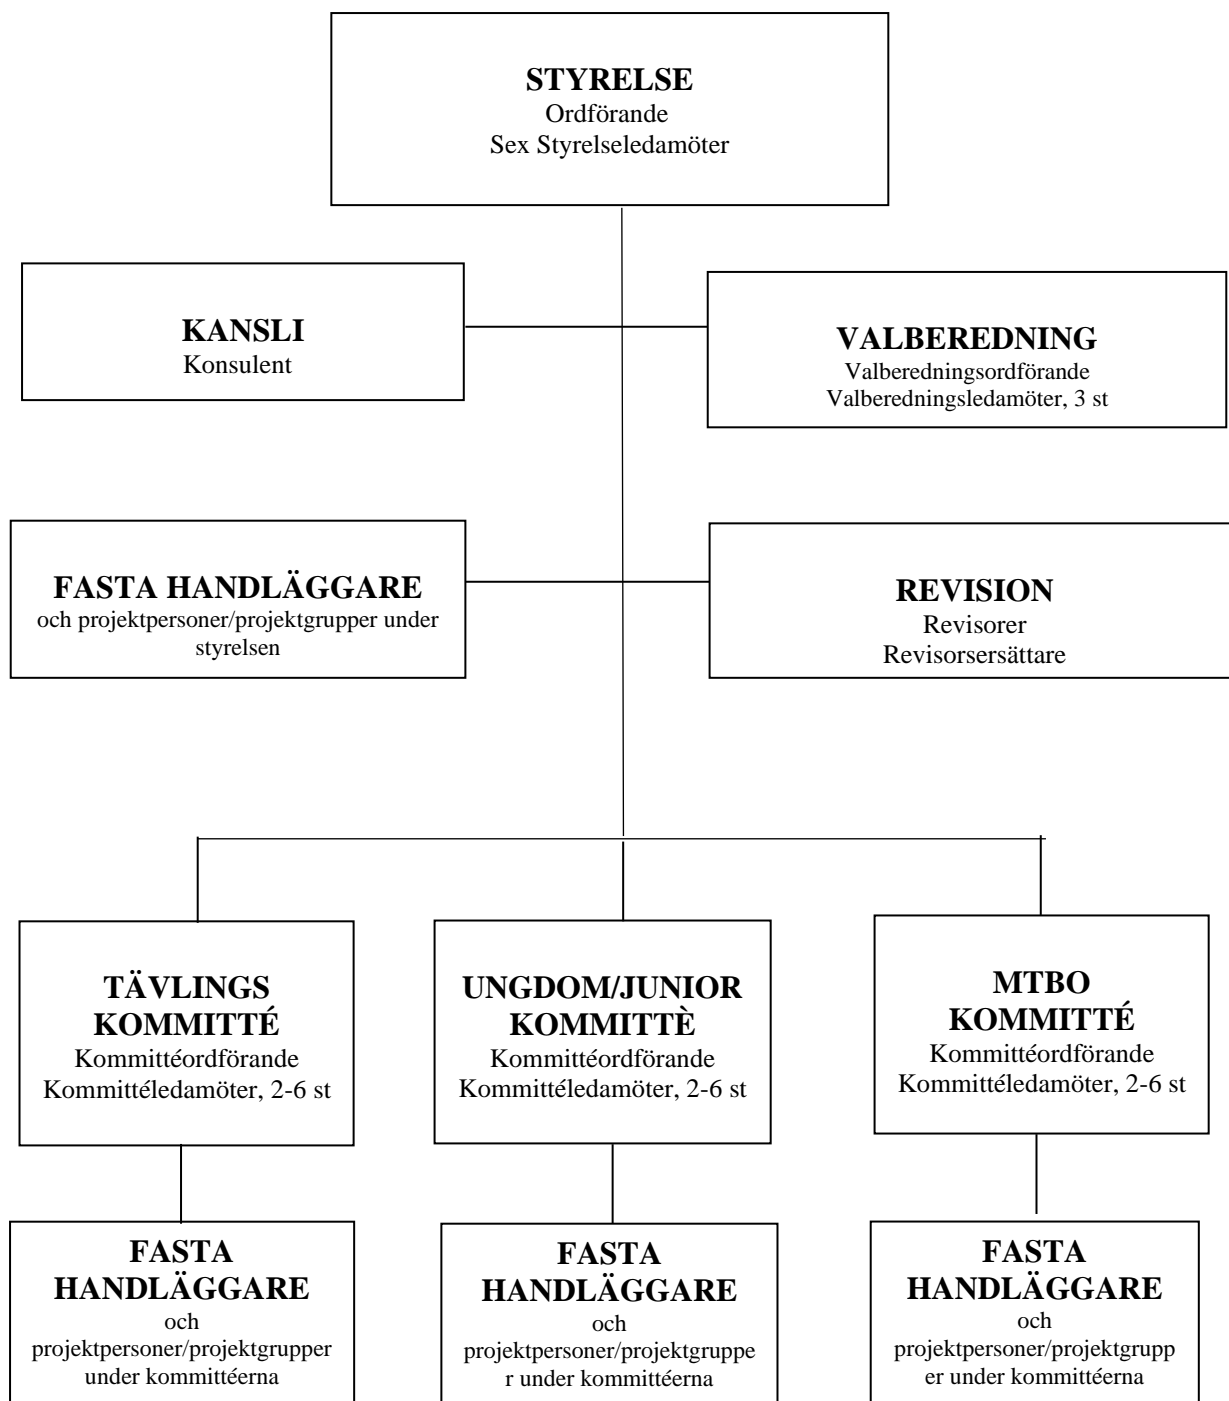 STYRELSE
Ordförande
Sex Styrelseledamöter
KANSLI
Konsulent
VALBEREDNING
Valberedningsordförande
Valberedningsledamöter, 3 st
FASTA HANDLÄGGARE
och projektpersoner/projektgrupper under
styrelsen
REVISION
Revisorer
Revisorsersättare
TÄVLINGS
KOMMITTÉ
Kommittéordförande
Kommittéledamöter, 2-6 st
UNGDOM/JUNIOR
KOMMITTÈ
Kommittéordförande
Kommittéledamöter, 2-6 st
MTBO
KOMMITTÉ
Kommittéordförande
Kommittéledamöter, 2-6 st
FASTA
HANDLÄGGARE
och
projektpersoner/projektgrupper
under kommittéerna
FASTA
HANDLÄGGARE
och
projektpersoner/projektgruppe
r under kommittéerna
FASTA
HANDLÄGGARE
och
projektpersoner/projektgrupp
er under kommittéerna